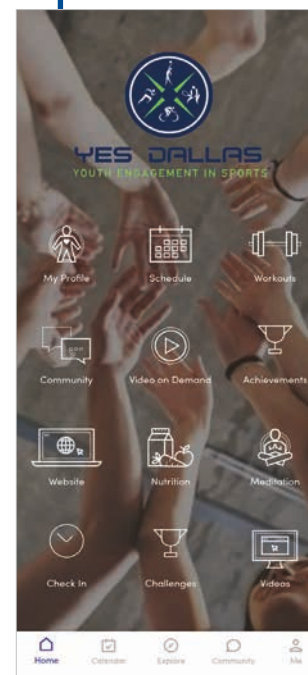 YES DALLAS
YOUTH ENGAGEMENT IN SPORTS
My Profile Schedule Workouts
Community Video on Demand Achievements
Website Nutrition Meditation
Check In Challenges Videos
Home Calendar Explore Community Me